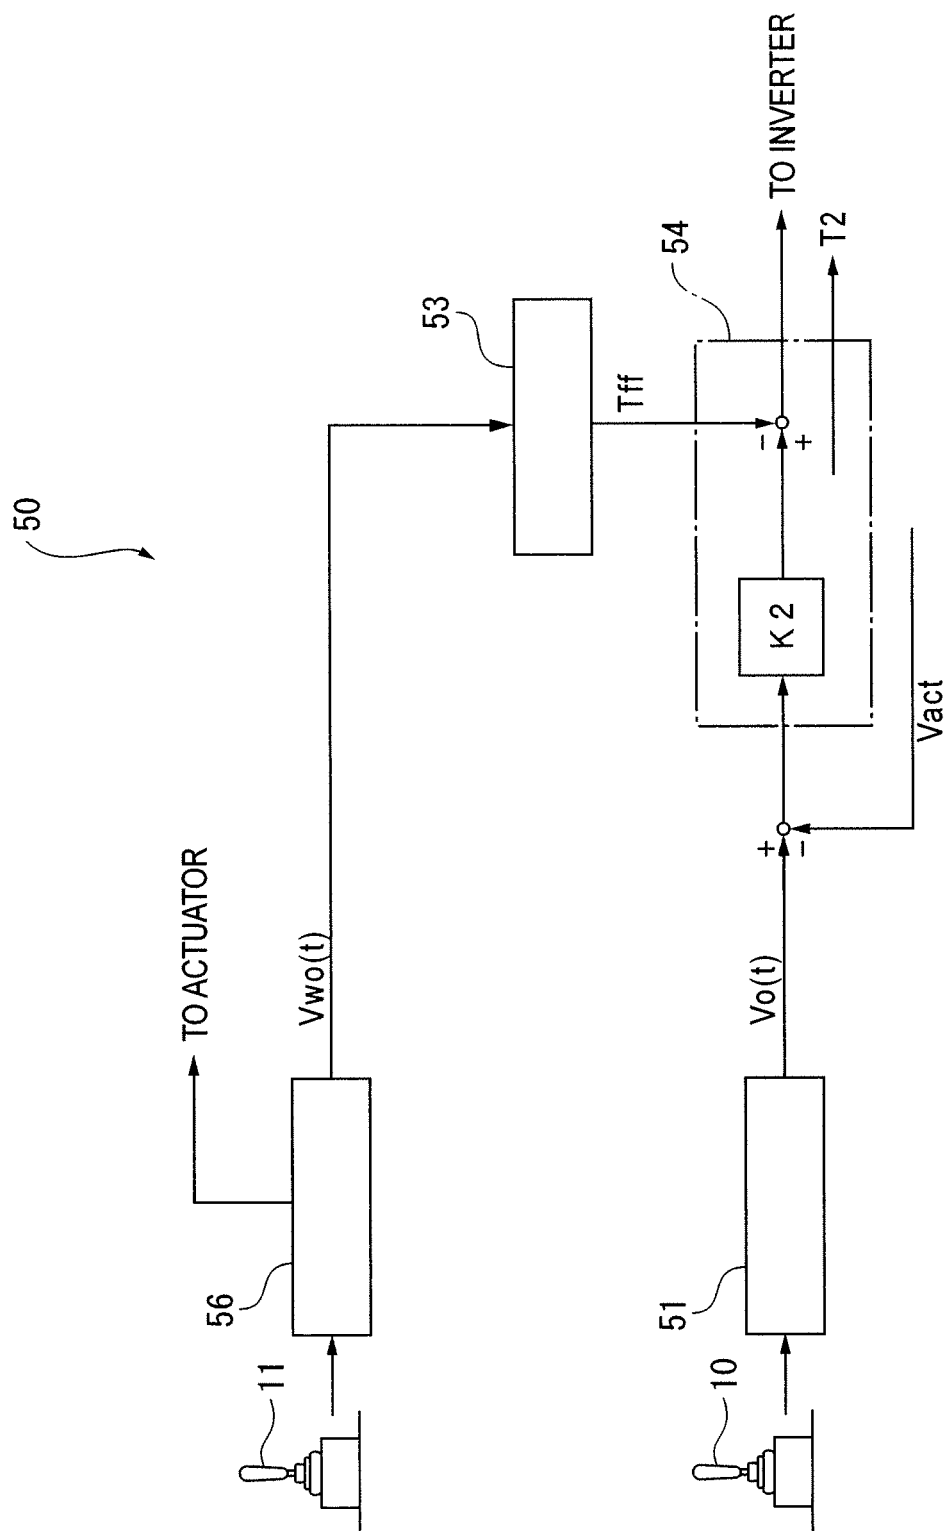 50
TO ACTUATOR
11
56
Vwo(t)
53
Tff
54
TO INVERTER
10
51
Vo(t)
+
−
K2
−
+
T2
Vact